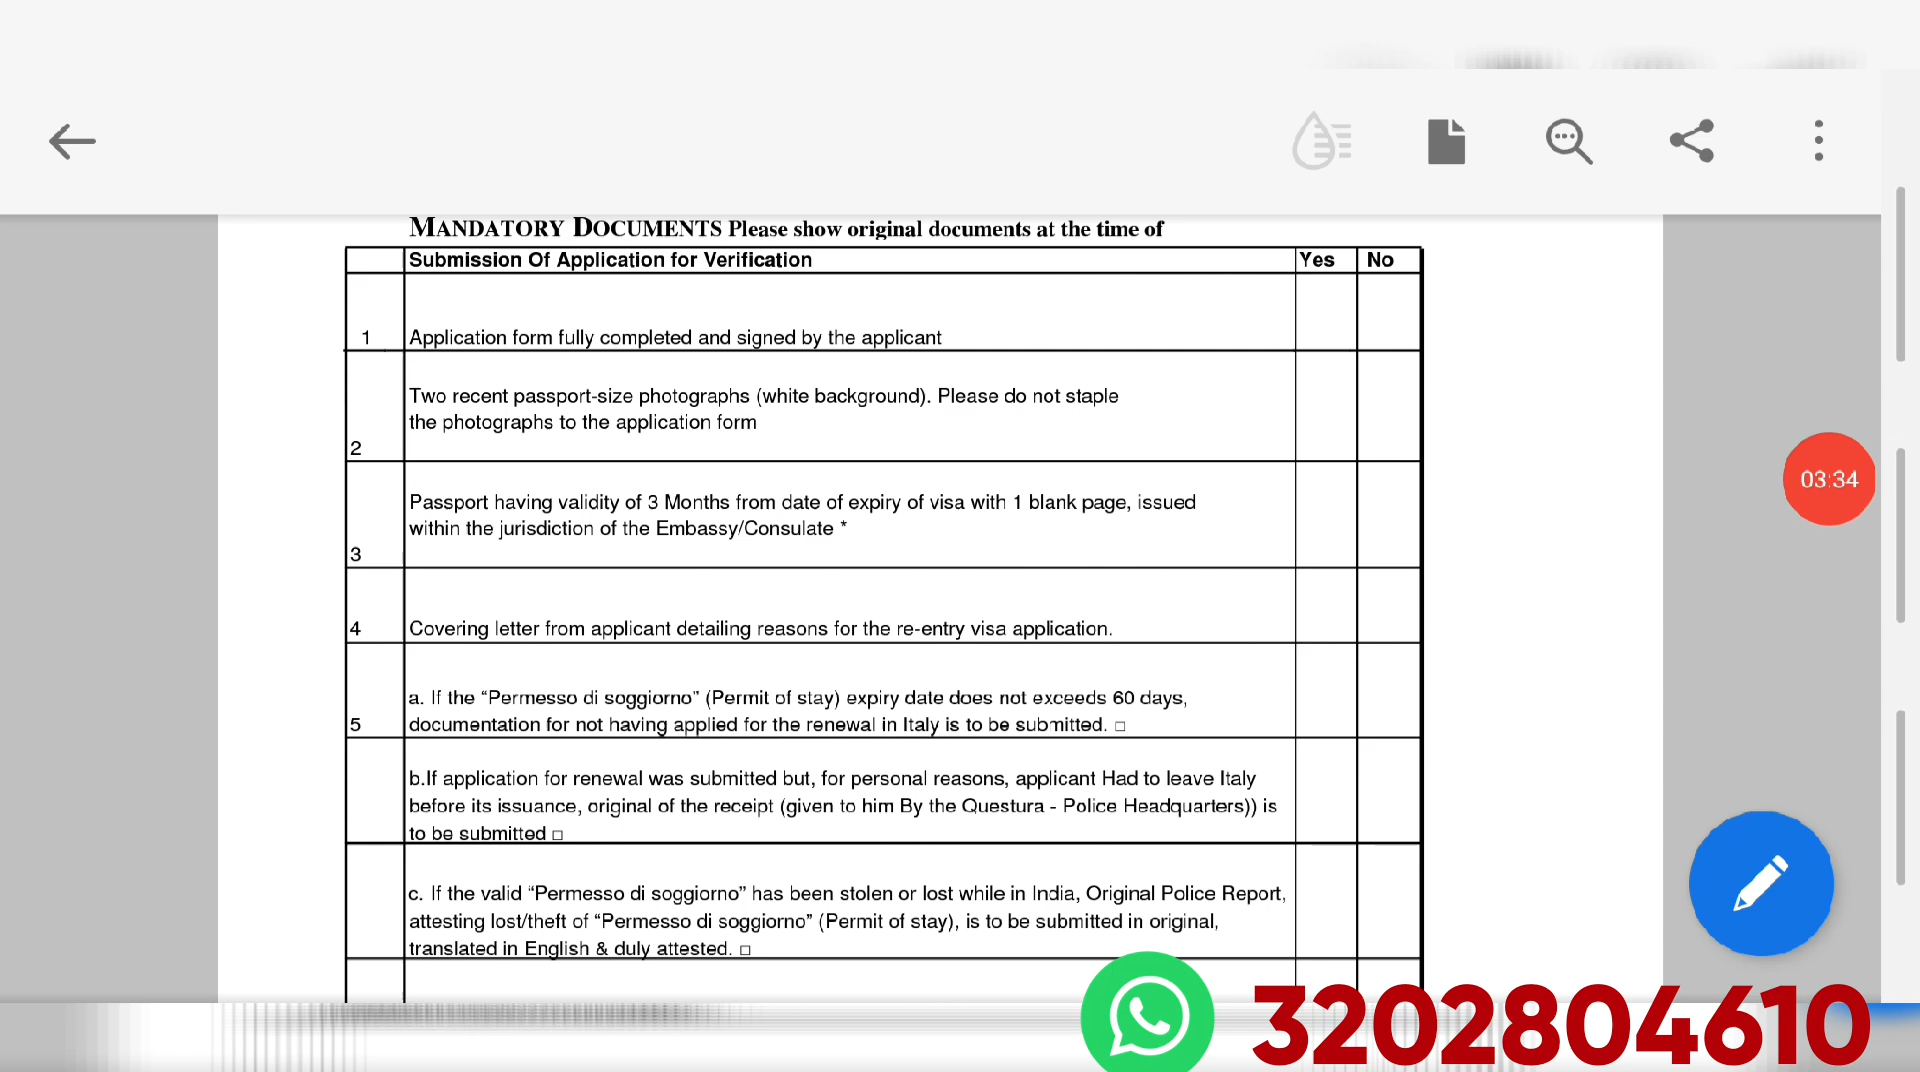 MANDATORY DOCUMENTS Please show original documents at the time of
Submission Of Application for Verification Yes No
1 Application form fully completed and signed by the applicant
Two recent passport-size photographs (white background). Please do not staple
the photographs to the application form
2
Passport having validity of 3 Months from date of expiry of visa with 1 blank page, issued
within the jurisdiction of the Embassy/Consulate *
3
4 Covering letter from applicant detailing reasons for the re-entry visa application.
a. If the “Permesso di soggiorno” (Permit of stay) expiry date does not exceeds 60 days,
5 documentation for not having applied for the renewal in Italy is to be submitted. □
b.If application for renewal was submitted but, for personal reasons, applicant Had to leave Italy
before its issuance, original of the receipt (given to him By the Questura - Police Headquarters)) is
to be submitted □
c. If the valid “Permesso di soggiorno” has been stolen or lost while in India, Original Police Report,
attesting lost/theft of “Permesso di soggiorno” (Permit of stay), is to be submitted in original,
translated in English & duly attested. □
03:34
3202804610